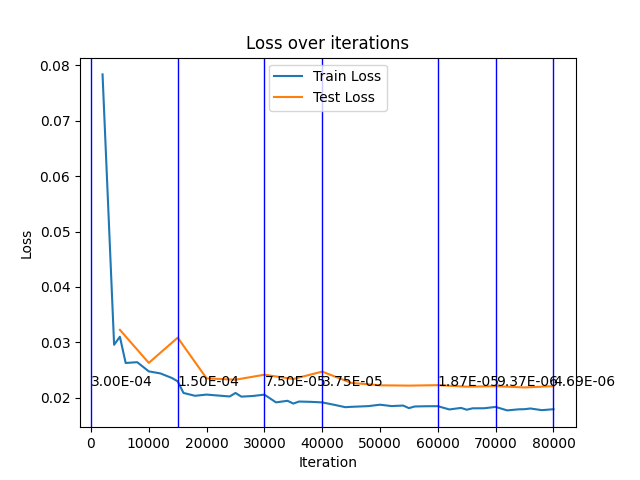 Loss over iterations
Train Loss
Test Loss
0.08
0.07
0.06
0.05
0.04
0.03
0.02
Loss
3.00E-04
1.50E-04
7.50E-05
3.75E-05
1.87E-05
9.37E-06
4.69E-06
0
10000
20000
30000
40000
50000
60000
70000
80000
Iteration